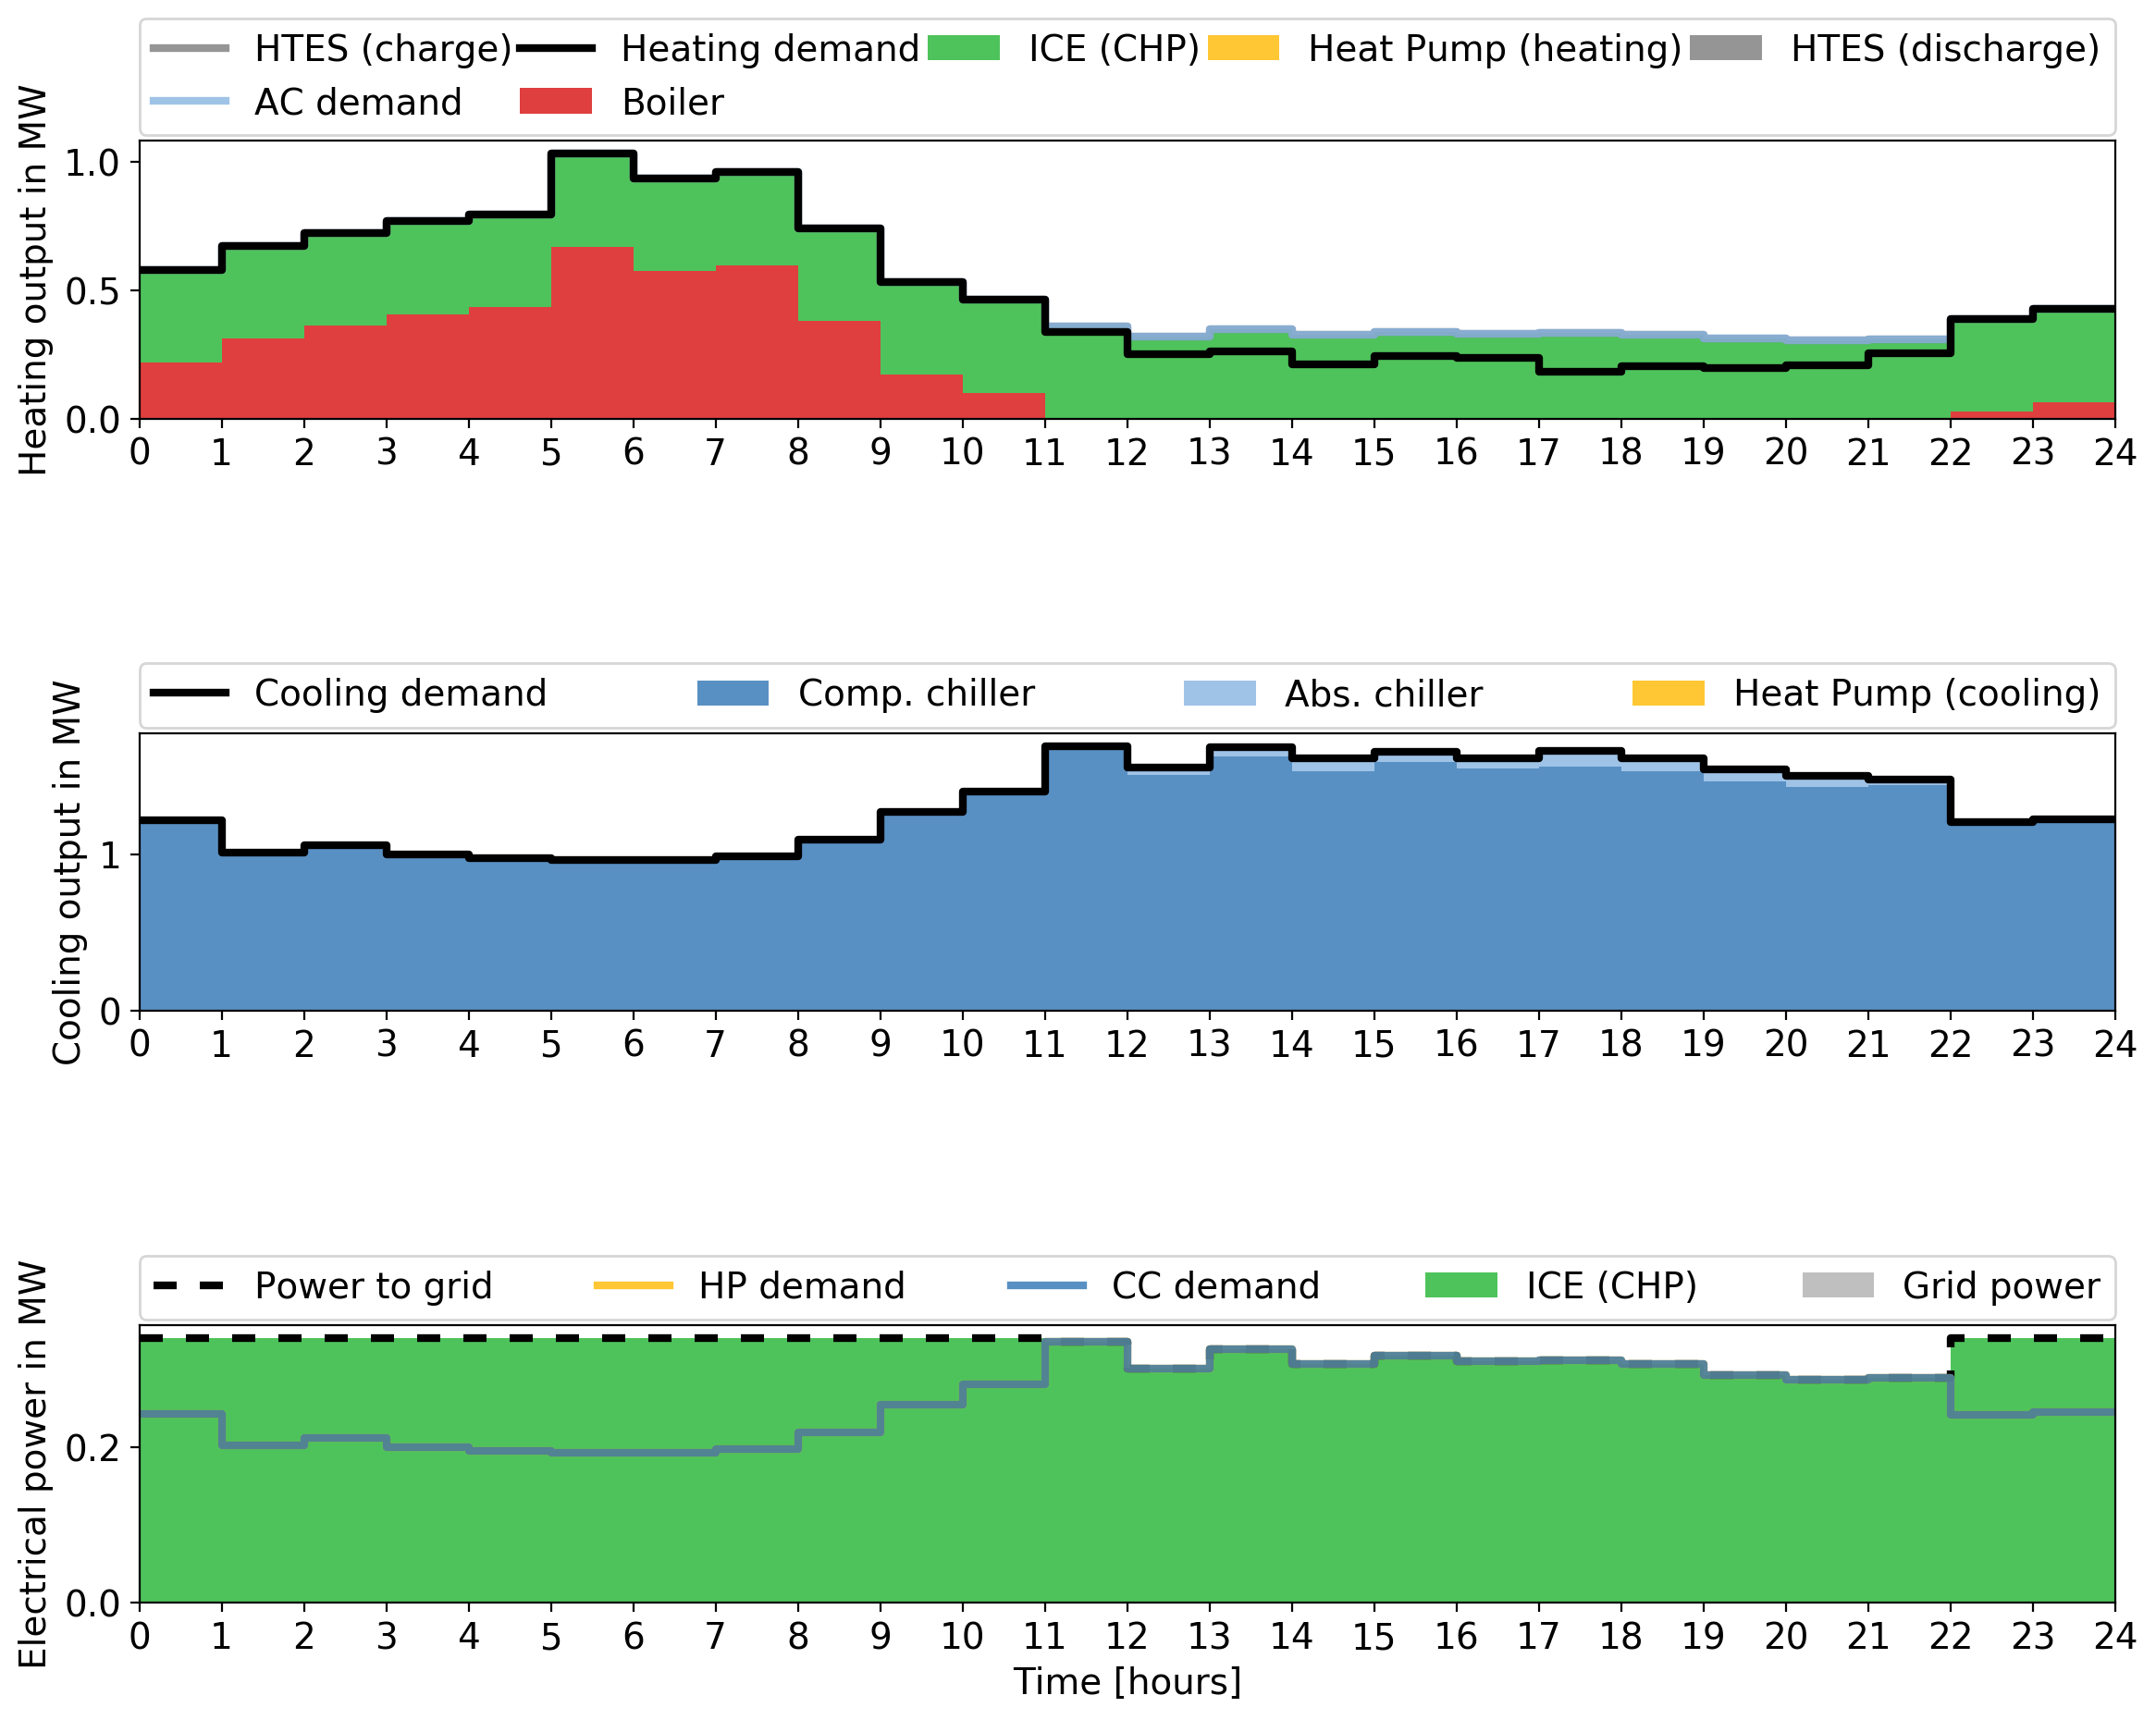 HTES (charge) Heating demand ICE (CHP) Heat Pump (heating) HTES (discharge)
AC demand Boiler
Heating output in MW
1.0
0.5
0.0
0 1 2 3 4 5 6 7 8 9 10 11 12 13 14 15 16 17 18 19 20 21 22 23 24
Cooling demand Comp. chiller Abs. chiller Heat Pump (cooling)
Cooling output in MW
1
0
0 1 2 3 4 5 6 7 8 9 10 11 12 13 14 15 16 17 18 19 20 21 22 23 24
Power to grid HP demand CC demand ICE (CHP) Grid power
Electrical power in MW
0.2
0.0
0 1 2 3 4 5 6 7 8 9 10 11 12 13 14 15 16 17 18 19 20 21 22 23 24
Time [hours]